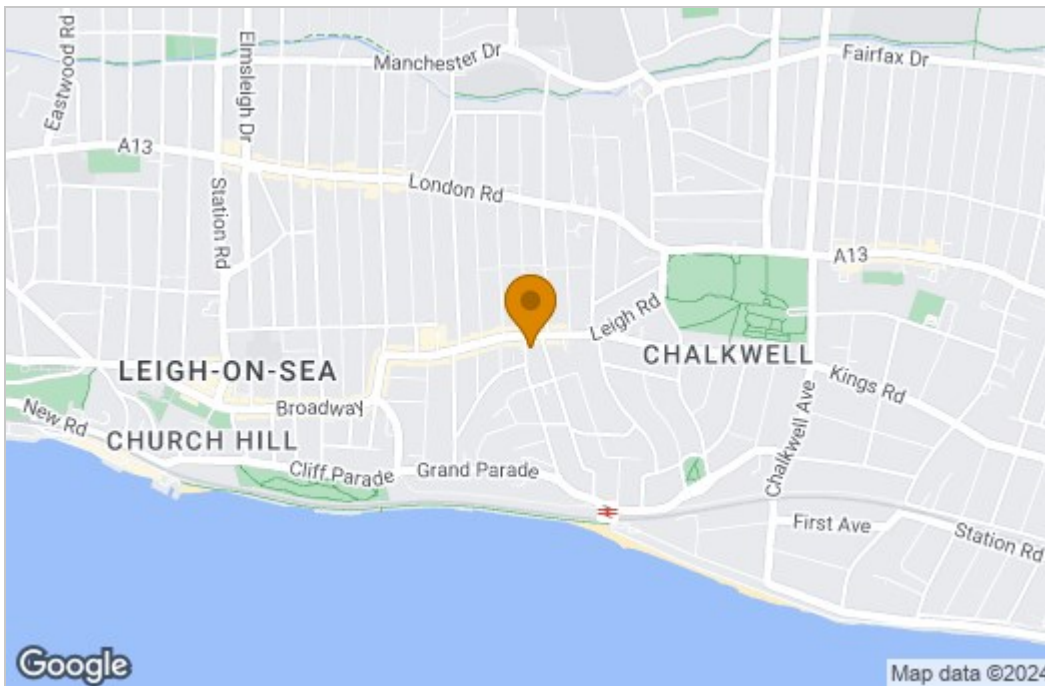 Eastwood Rd
Elmsleigh Dr
Manchester Dr
Fairfax Dr
A13
Station Rd
London Rd
A13
Leigh Rd
CHALKWELL
LEIGH-ON-SEA
Kings Rd
Broadway
New Rd
CHURCH HILL
Cliff Parade
Grand Parade
Chalkwell Ave
First Ave
Station Rd
Google
Map data ©2024